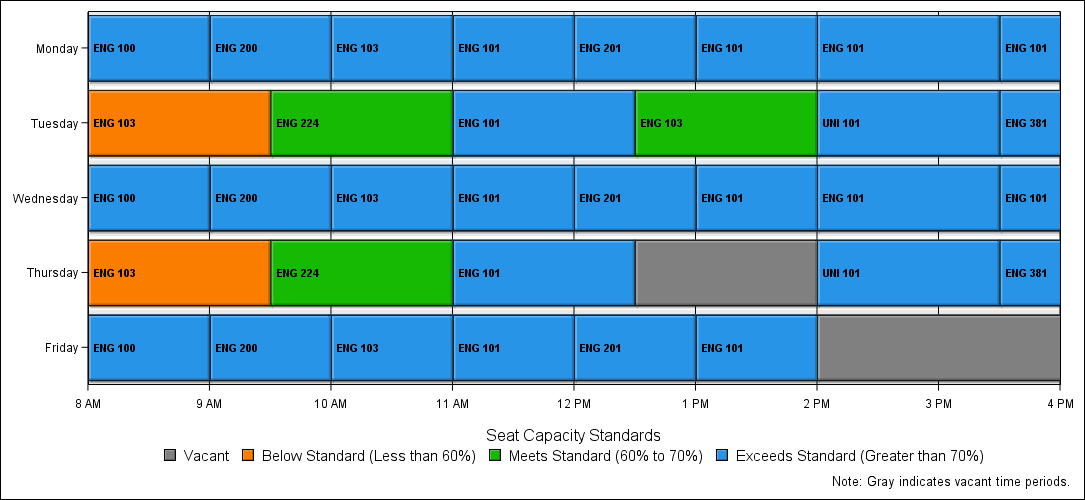 Monday ENG 100 ENG 200 ENG 103 ENG 101 ENG 201 ENG 101 ENG 101 ENG 101
Tuesday ENG 103 ENG 224 ENG 101 ENG 103 UNI 101 ENG 381
Wednesday ENG 100 ENG 200 ENG 103 ENG 101 ENG 201 ENG 101 ENG 101 ENG 101
Thursday ENG 103 ENG 224 ENG 101 UNI 101 ENG 381
Friday ENG 100 ENG 200 ENG 103 ENG 101 ENG 201 ENG 101
8 AM 9 AM 10 AM 11 AM 12 PM 1 PM 2 PM 3 PM 4 PM
Seat Capacity Standards
Vacant Below Standard (Less than 60%) Meets Standard (60% to 70%) Exceeds Standard (Greater than 70%)
Note: Gray indicates vacant time periods.